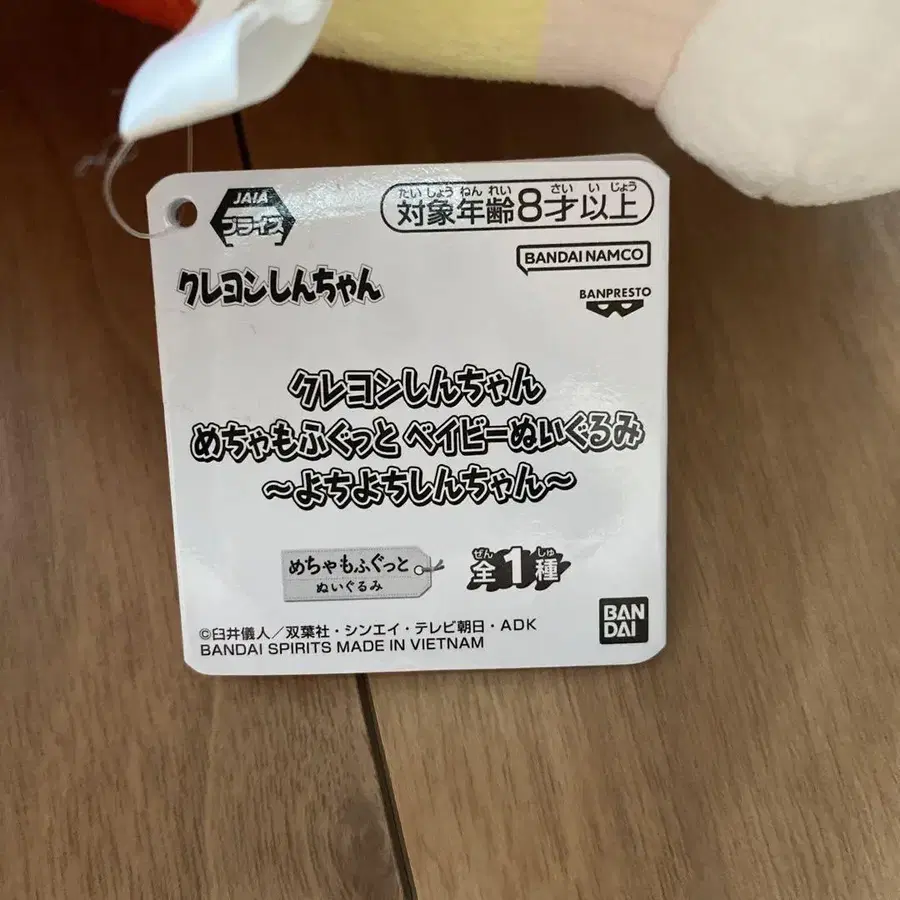 JAIA
プライズ
たいしょうねんれい さいいじょう
対象年齢8才以上
BANDAI NAMCO
クレヨンしんちゃん
BANPRESTO
クレヨンしんちゃん
めちゃもふぐっと ベイビーぬいぐるみ
～よちよちしんちゃん～
めちゃもふぐっと
ぬいぐるみ
ぜん しゅ
全1種
©臼井儀人／双葉社・シンエイ・テレビ朝日・ADK
BANDAI SPIRITS MADE IN VIETNAM
BAN
DAI